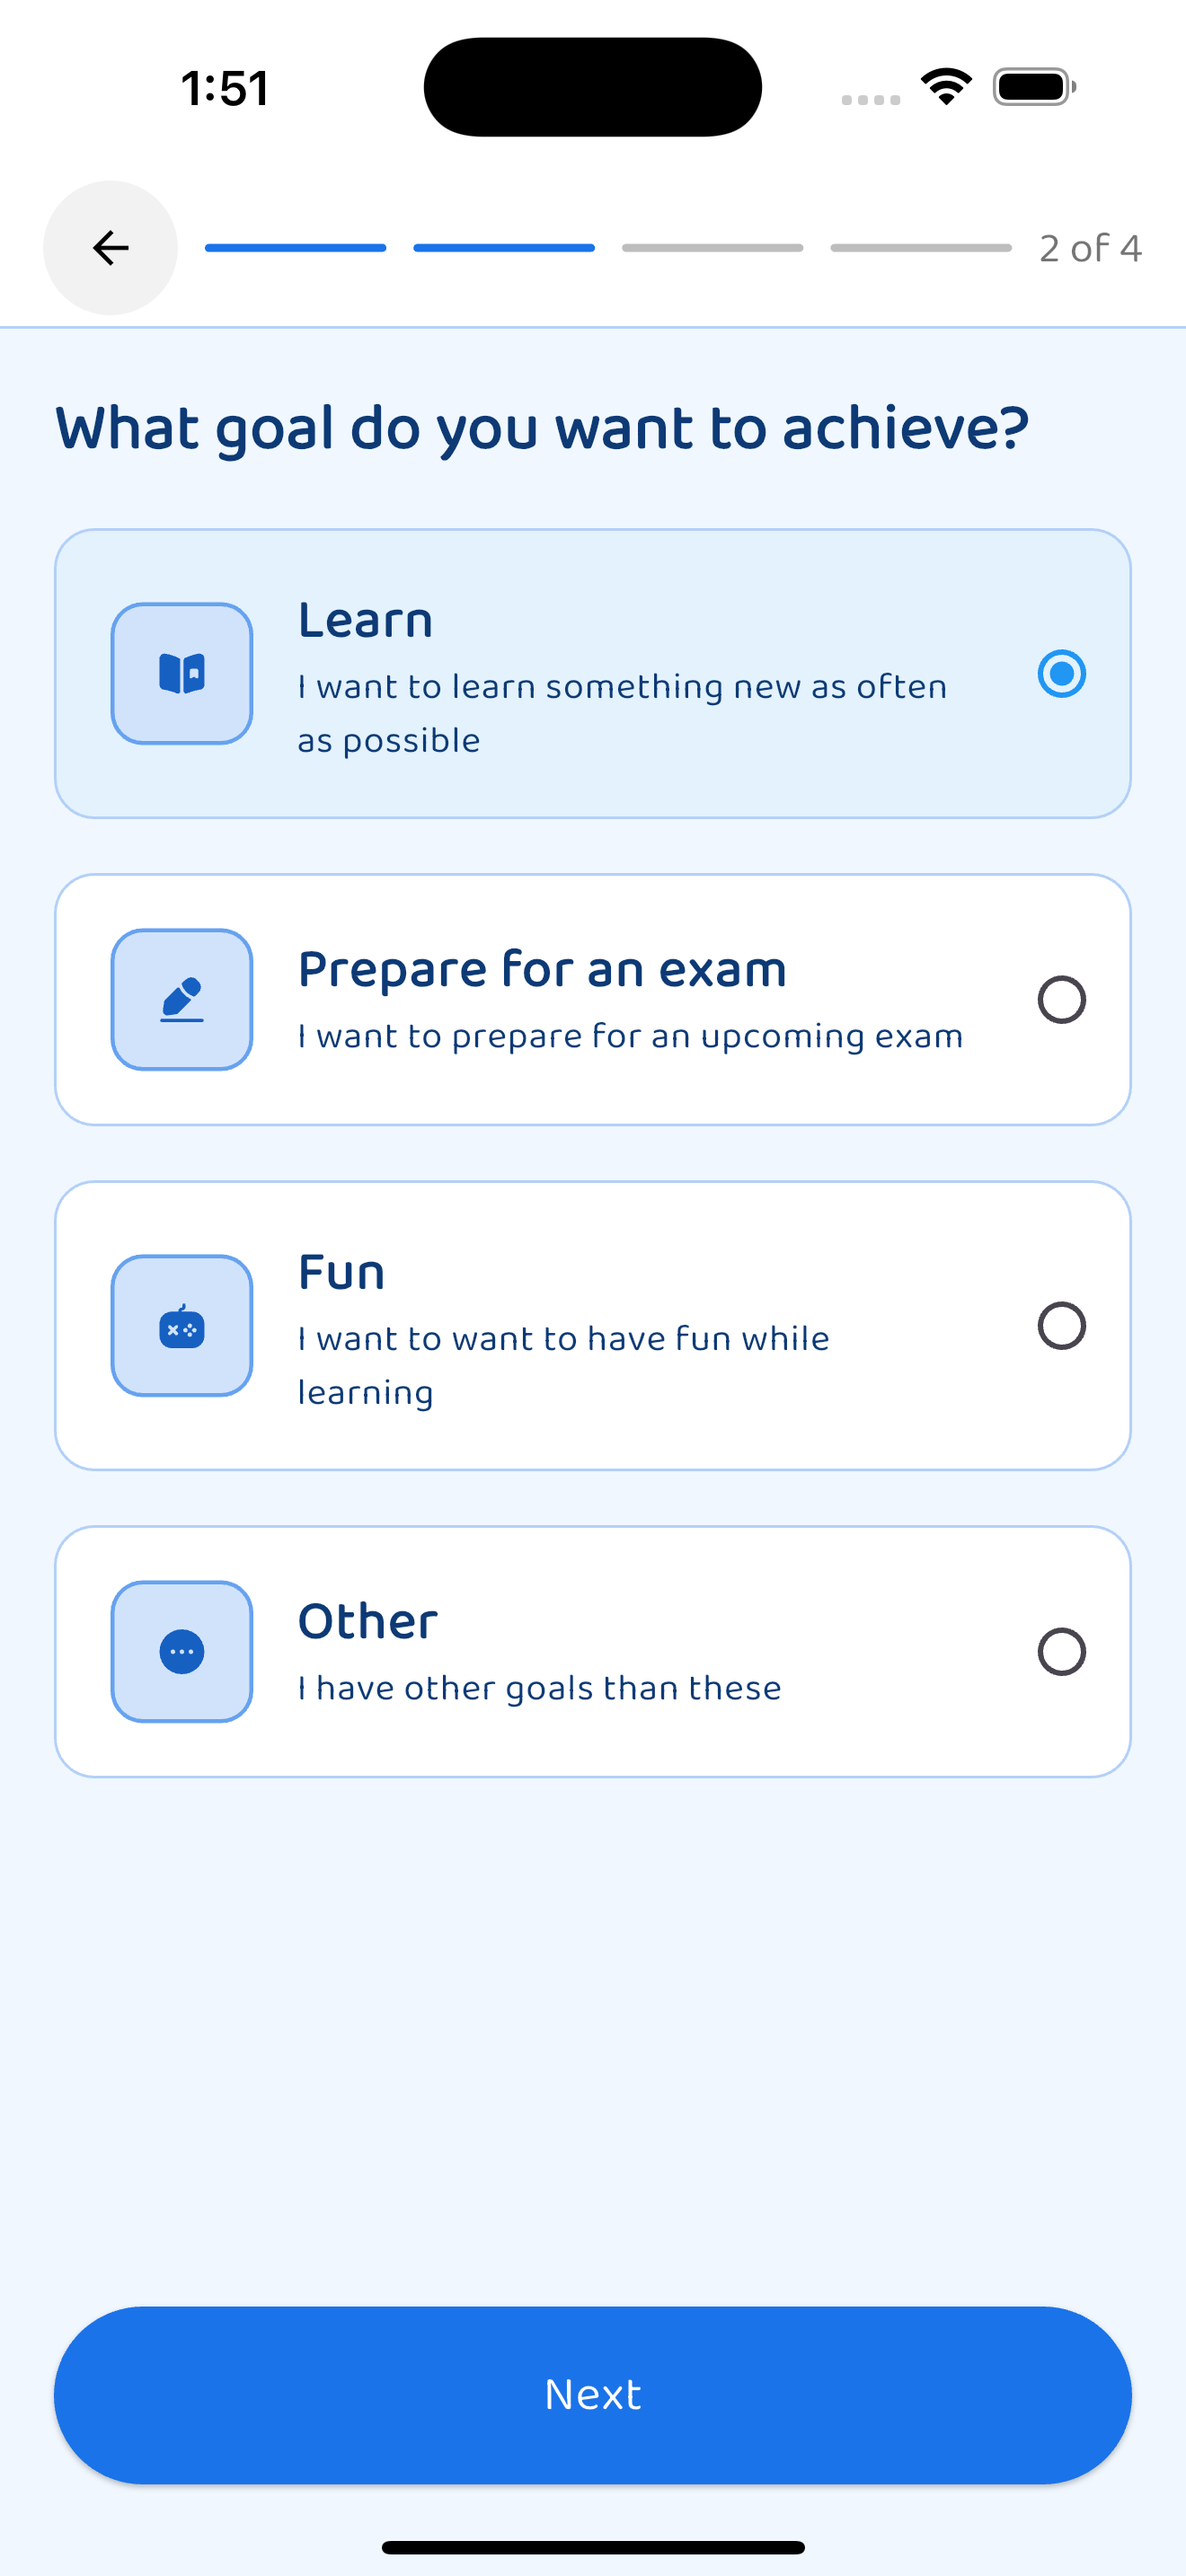 1:51
2 of 4
What goal do you want to achieve?
Learn
I want to learn something new as often
as possible
Prepare for an exam
I want to prepare for an upcoming exam
Fun
I want to want to have fun while
learning
Other
I have other goals than these
Next